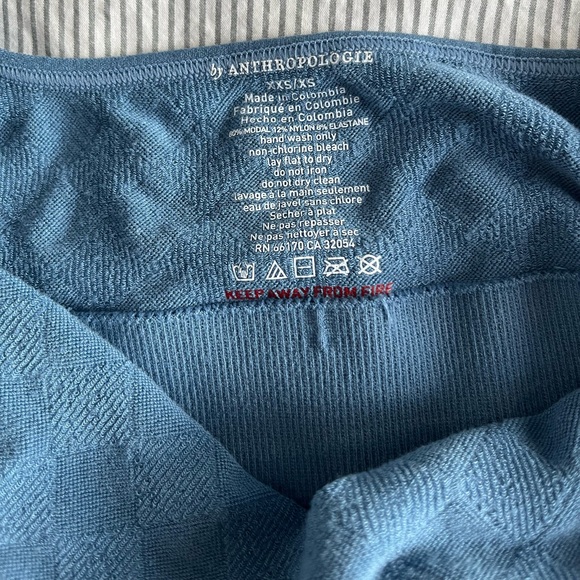 by ANTHROPOLOGIE
XXS/XS
Made in Colombia
Fabriqué en Colombie
Hecho en Colombia
80% MODAL 12% NYLON 8% ELASTANE
hand wash only
non-chlorine bleach
lay flat to dry
do not iron
do not dry clean
lavage à la main seulement
eau de javel sans chlore
Secher à plat
Ne pas repasser
Ne pas nettoyer a sec
RN 66170 CA 32054
KEEP AWAY FROM FIRE